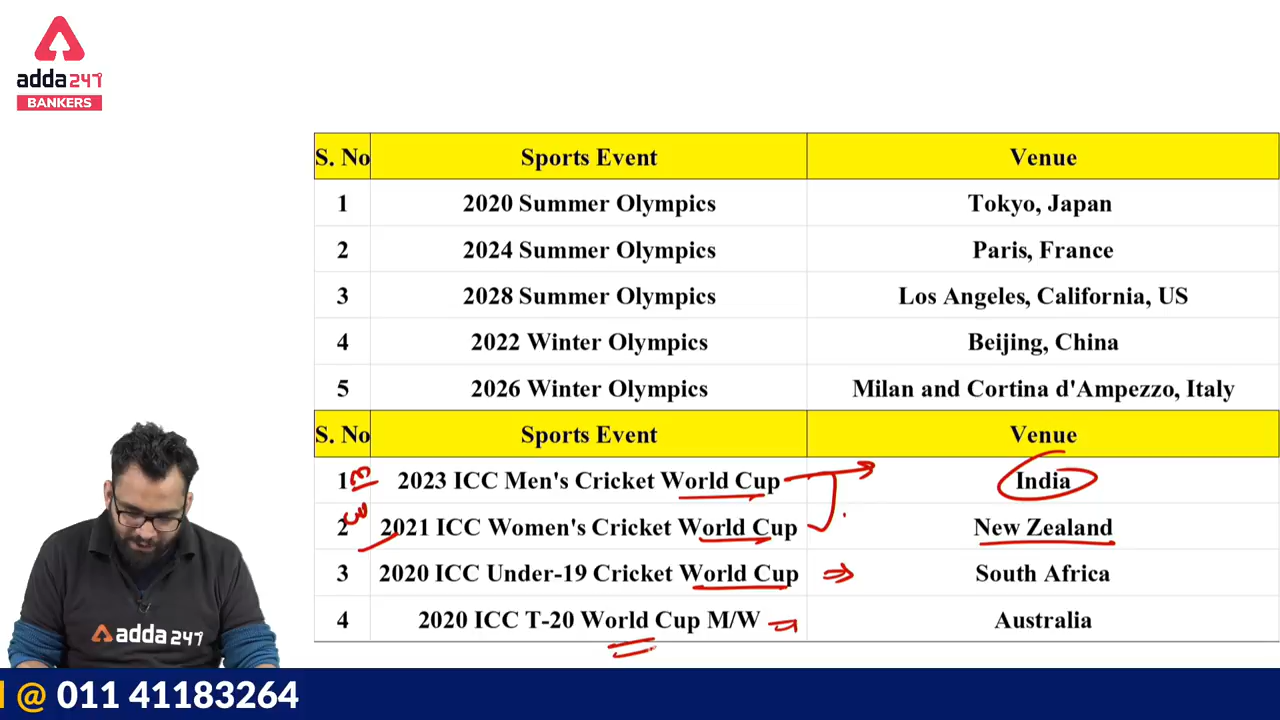 adda247
BANKERS
S. No Sports Event Venue
1 2020 Summer Olympics Tokyo, Japan
2 2024 Summer Olympics Paris, France
3 2028 Summer Olympics Los Angeles, California, US
4 2022 Winter Olympics Beijing, China
5 2026 Winter Olympics Milan and Cortina d'Ampezzo, Italy
S. No Sports Event Venue
1 m 2023 ICC Men's Cricket World Cup India
2 w 2021 ICC Women's Cricket World Cup New Zealand
3 2020 ICC Under-19 Cricket World Cup South Africa
4 2020 ICC T-20 World Cup M/W Australia
adda247
@ 011 41183264